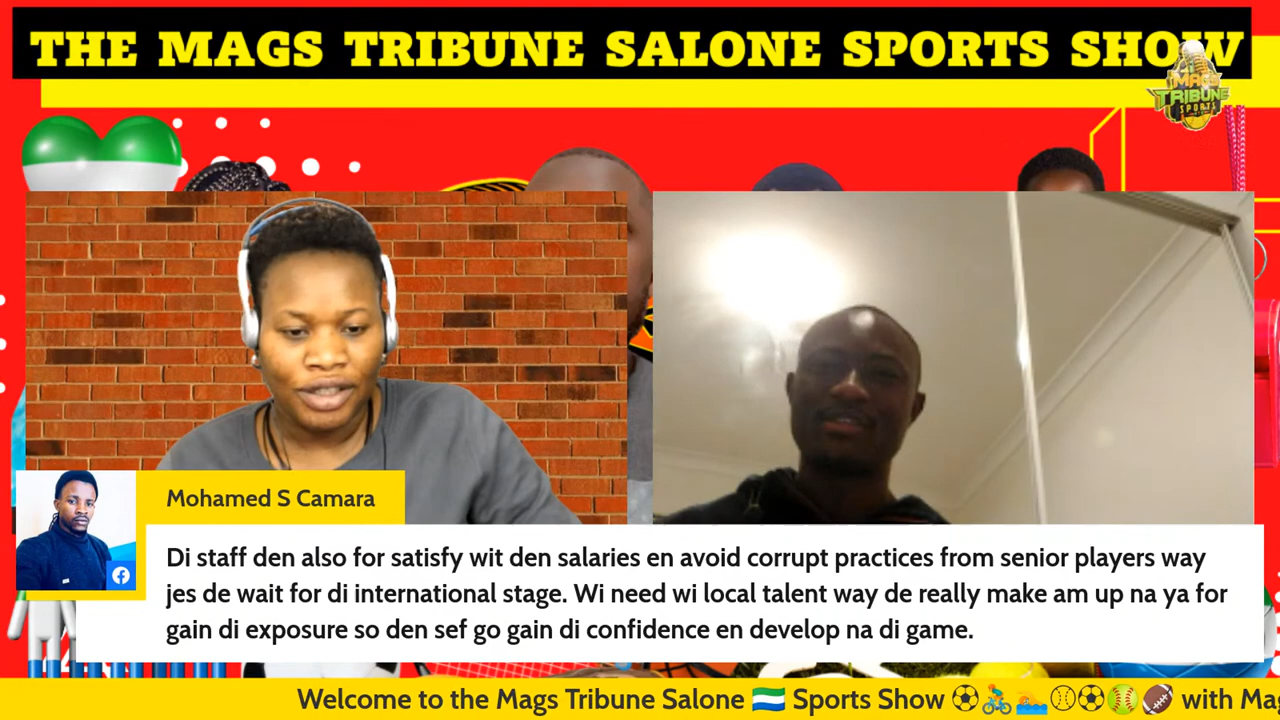 THE MAGS TRIBUNE SALONE SPORTS SHOW
MAGS
TRIBUNE
SPORTS
Mohamed S Camara
Di staff den also for satisfy wit den salaries en avoid corrupt practices from senior players way
jes de wait for di international stage. Wi need wi local talent way de really make am up na ya for
gain di exposure so den sef go gain di confidence en develop na di game.
Welcome to the Mags Tribune Salone 🇸🇱 Sports Show ⚽🚴🏊⚾⚽🥎🏈 with Mag